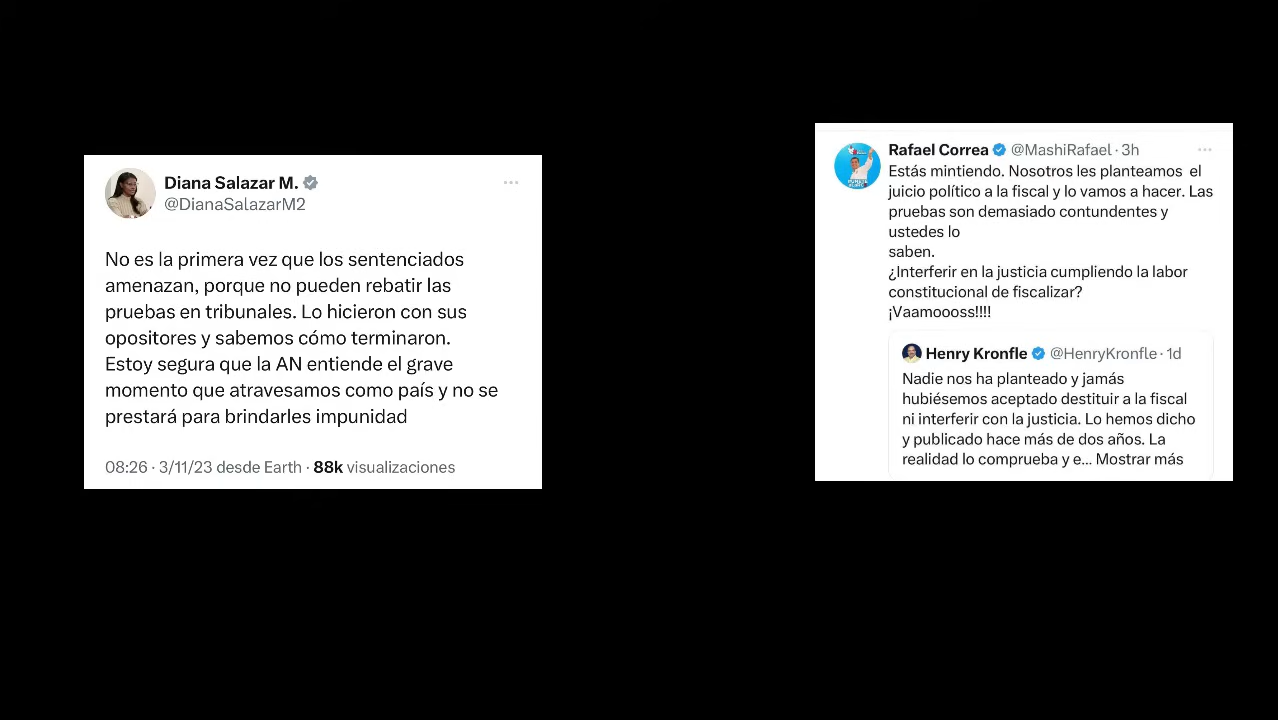 Diana Salazar M.
@DianaSalazarM2
No es la primera vez que los sentenciados
amenazan, porque no pueden rebatir las
pruebas en tribunales. Lo hicieron con sus
opositores y sabemos cómo terminaron.
Estoy segura que la AN entiende el grave
momento que atravesamos como país y no se
prestará para brindarles impunidad
08:26 · 3/11/23 desde Earth · 88k visualizaciones
Rafael Correa @MashiRafael · 3h
Estás mintiendo. Nosotros les planteamos el
juicio político a la fiscal y lo vamos a hacer. Las
pruebas son demasiado contundentes y
ustedes lo
saben.
¿Interferir en la justicia cumpliendo la labor
constitucional de fiscalizar?
¡Vaamoooss!!!!
Henry Kronfle @HenryKronfle · 1d
Nadie nos ha planteado y jamás
hubiésemos aceptado destituir a la fiscal
ni interferir con la justicia. Lo hemos dicho
y publicado hace más de dos años. La
realidad lo comprueba y e... Mostrar más